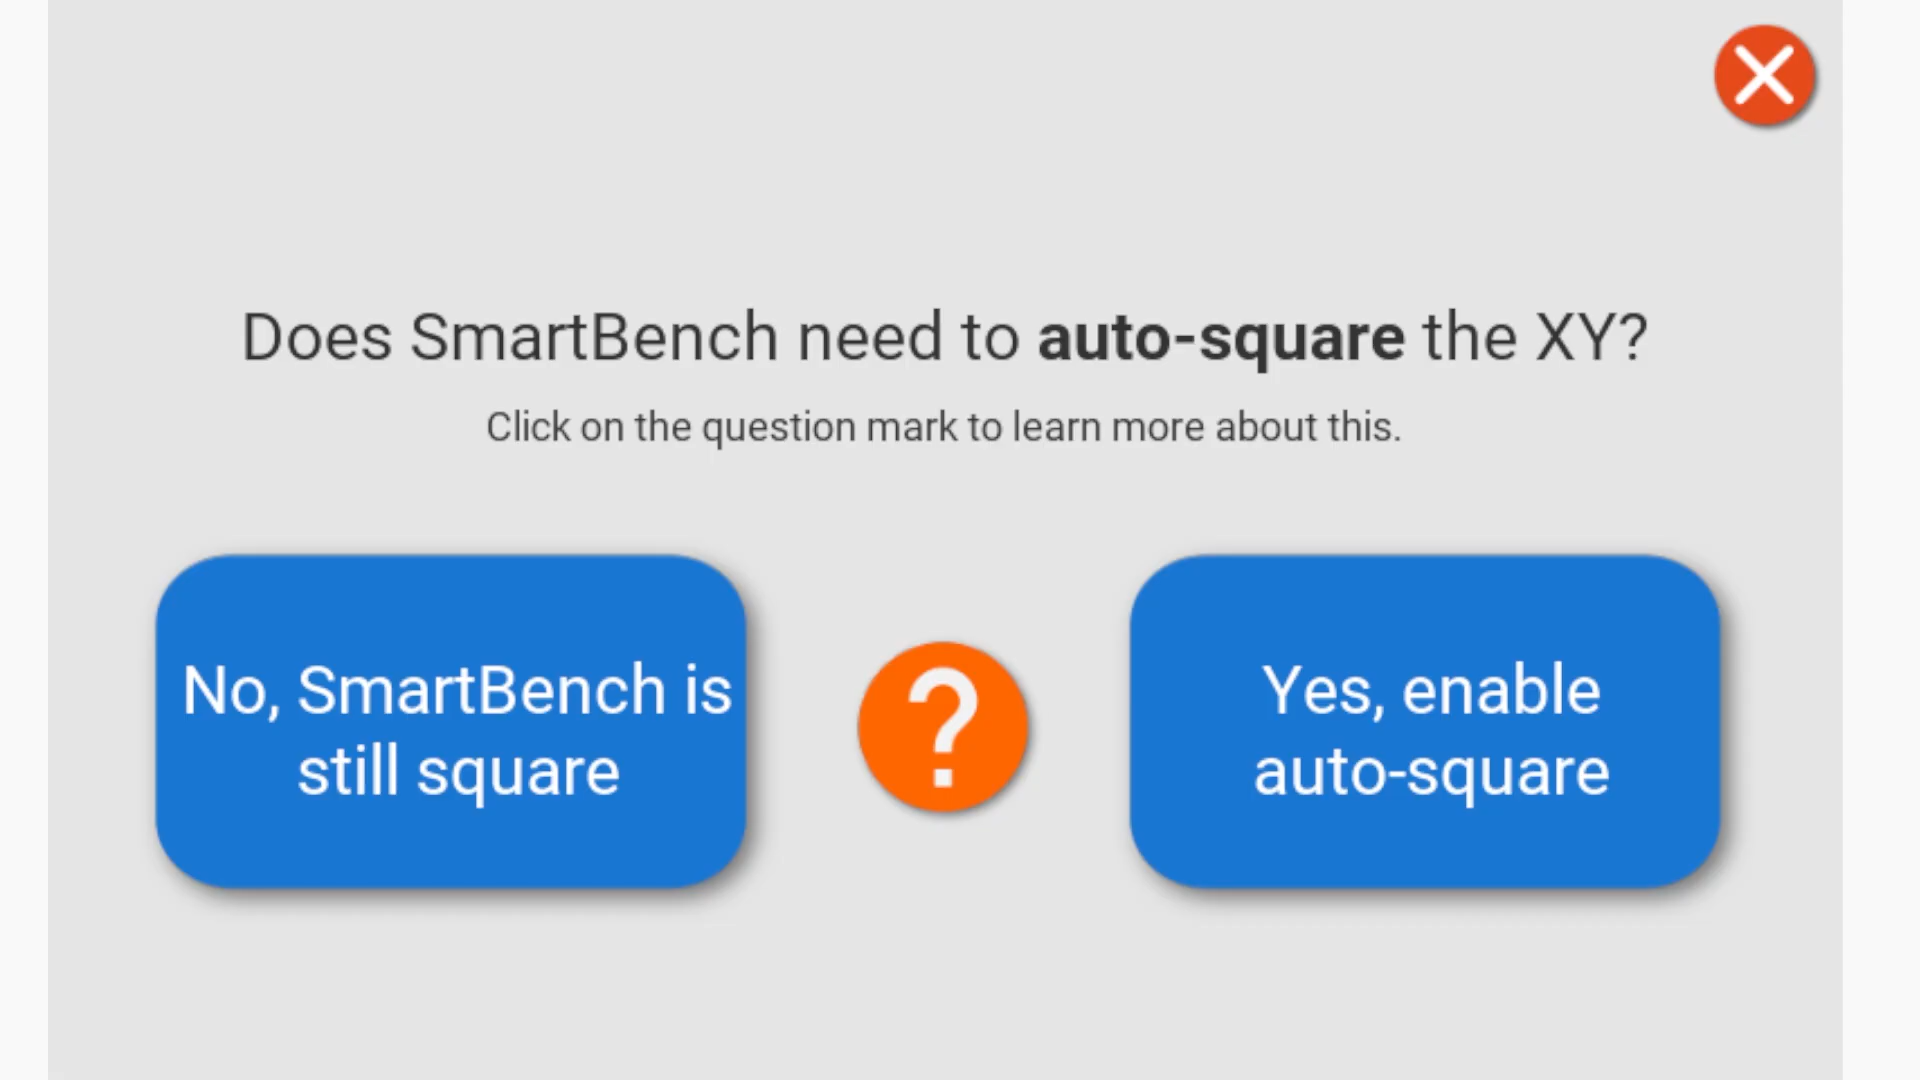 Does SmartBench need to auto-square the XY?
Click on the question mark to learn more about this.
No, SmartBench is
still square
?
Yes, enable
auto-square